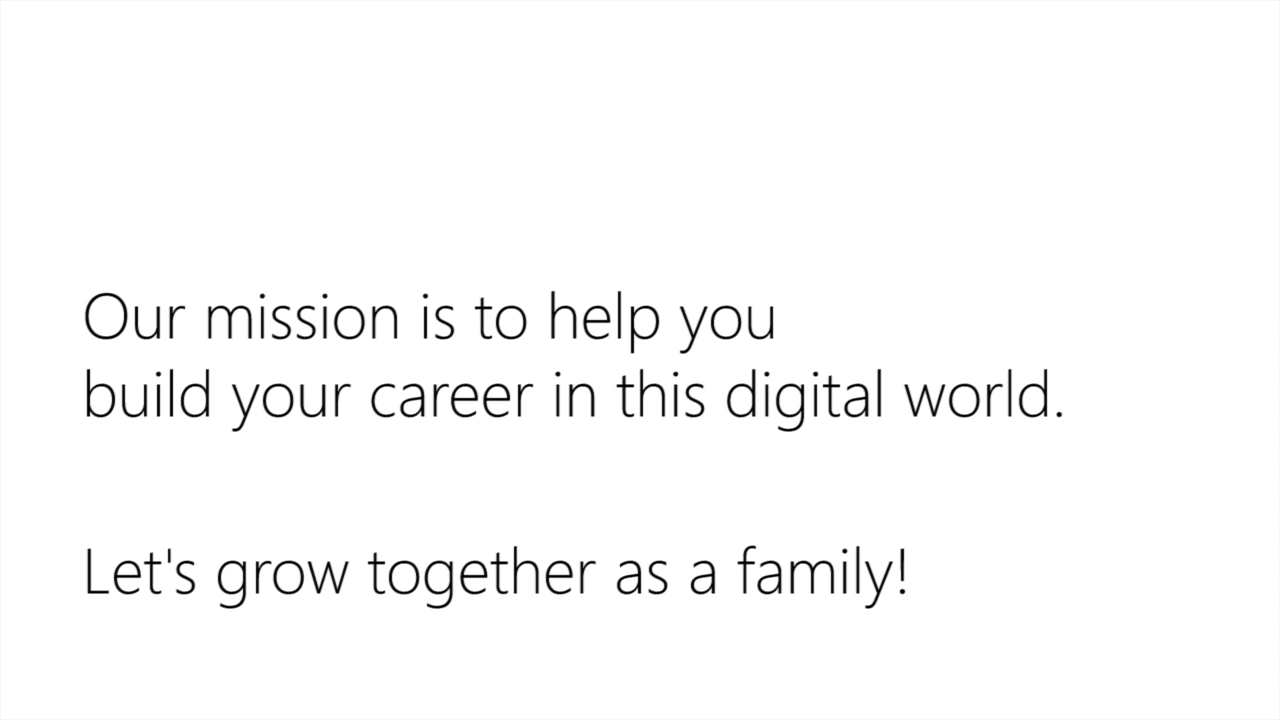 Our mission is to help you
build your career in this digital world.
Let's grow together as a family!